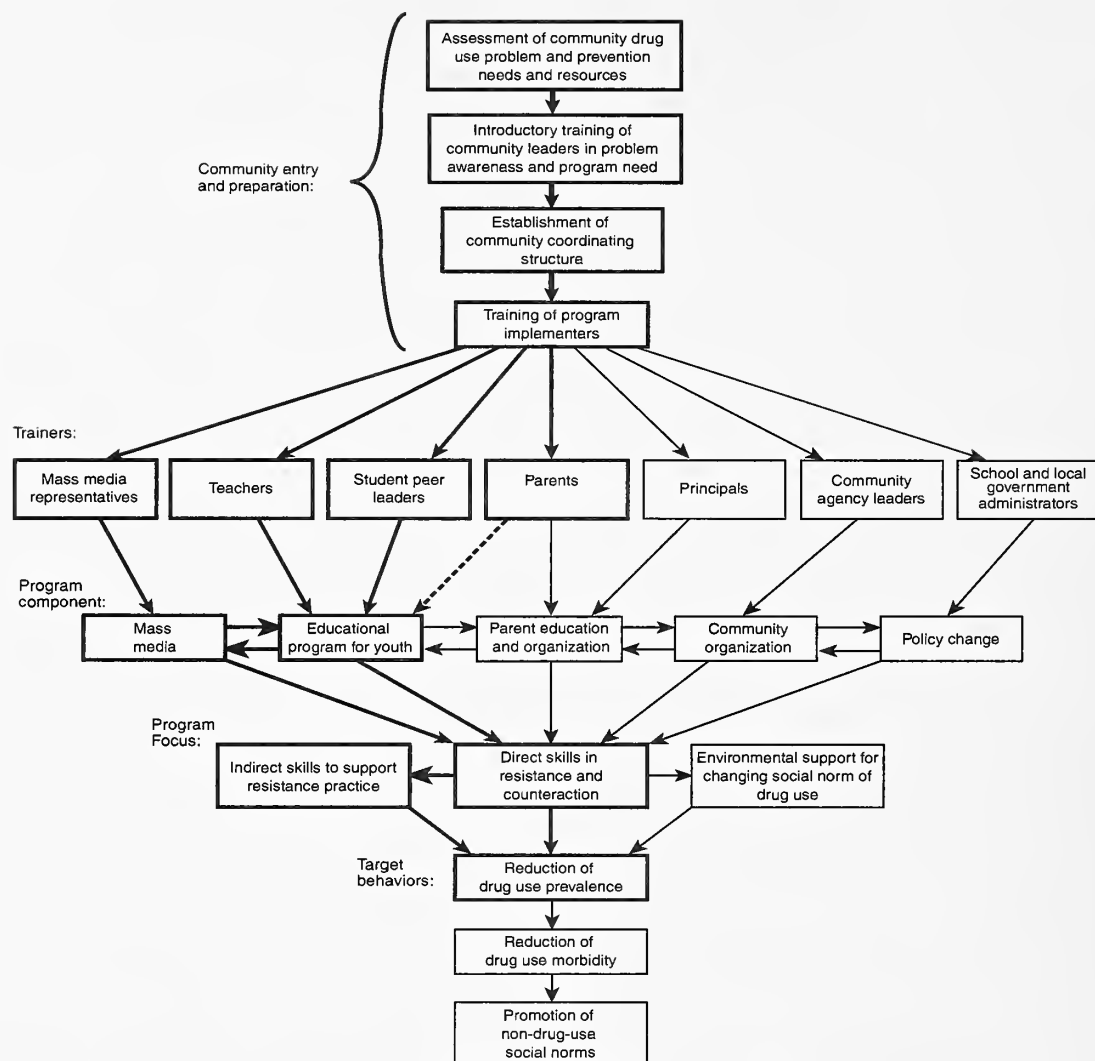 Assessment of community drug
use problem and prevention
needs and resources
Introductory training of
community leaders in problem
awareness and program need
Community entry
and preparation:
Establishment of
community coordinating
structure
Training of program
implementers
Trainers:
Mass media
representatives
Teachers
Student peer
leaders
Parents
Principals
Community
agency leaders
School and local
government
administrators
Program
component:
Mass
media
Educational
program for youth
Parent education
and organization
Community
organization
Policy change
Program
Focus:
Indirect skills to support
resistance practice
Direct skills in
resistance and
counteraction
Environmental support for
changing social norm of
drug use
Target
behaviors:
Reduction of
drug use prevalence
Reduction of
drug use morbidity
Promotion of
non-drug-use
social norms